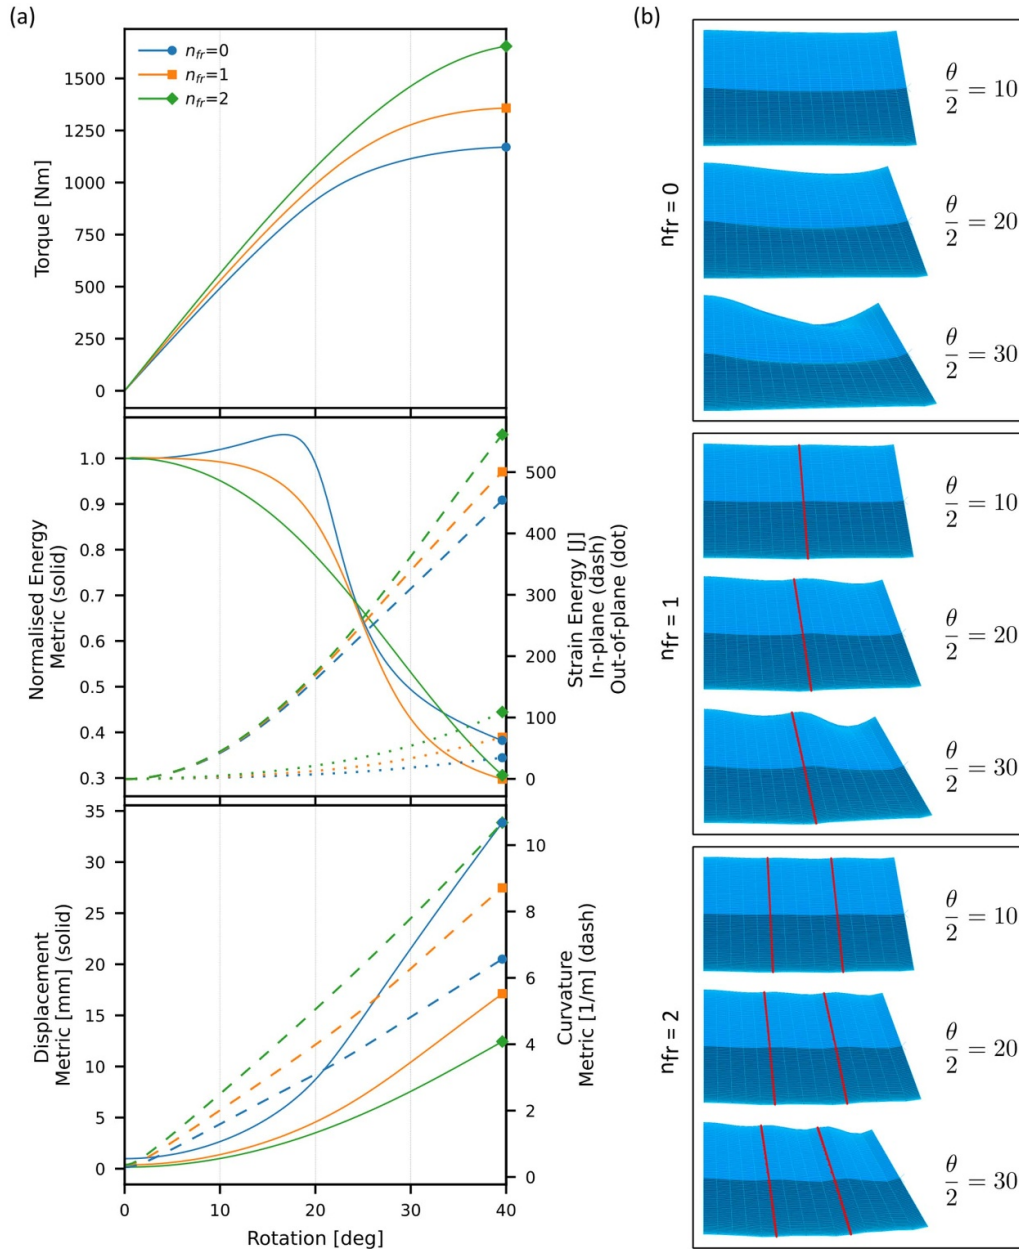 (a)
n_fr=0
n_fr=1
n_fr=2
1500
1250
1000
750
500
250
0
Torque [Nm]
1.0
0.9
0.8
0.7
0.6
0.5
0.4
0.3
Normalised Energy
Metric (solid)
500
400
300
200
100
0
Strain Energy [J]
In-plane (dash)
Out-of-plane (dot)
35
30
25
20
15
10
5
0
Displacement
Metric [mm] (solid)
10
8
6
4
2
0
Curvature
Metric [1/m] (dash)
0
10
20
30
40
Rotation [deg]
(b)
nfr = 0
θ/2 = 10
θ/2 = 20
θ/2 = 30
nfr = 1
θ/2 = 10
θ/2 = 20
θ/2 = 30
nfr = 2
θ/2 = 10
θ/2 = 20
θ/2 = 30